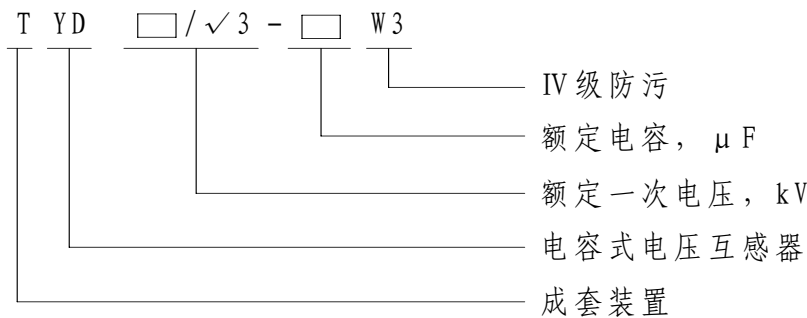 T YD □/√3-□ W3
Ⅳ级防污
额定电容，μF
额定一次电压，kV
电容式电压互感器
成套装置